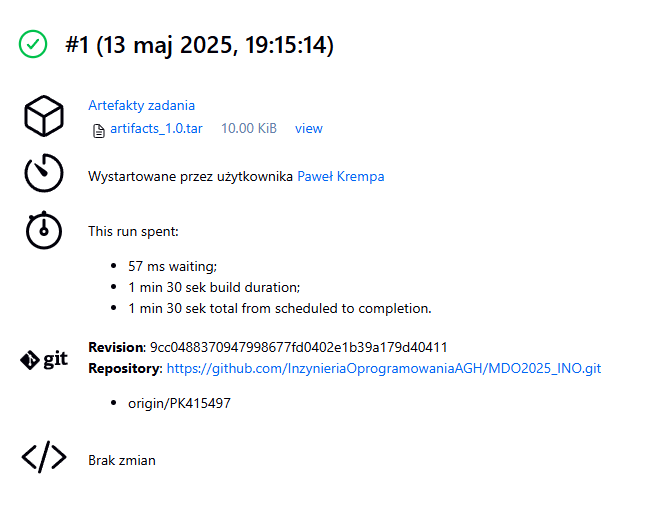 #1 (13 maj 2025, 19:15:14)
Artefakty zadania
artifacts_1.0.tar 10.00 KiB view
Wystartowane przez użytkownika Paweł Krempa
This run spent:
57 ms waiting;
1 min 30 sek build duration;
1 min 30 sek total from scheduled to completion.
git
Revision: 9cc0488370947998677fd0402e1b39a179d40411
Repository: https://github.com/InzynieriaOprogramowaniaAGH/MDO2025_INO.git
origin/PK415497
Brak zmian